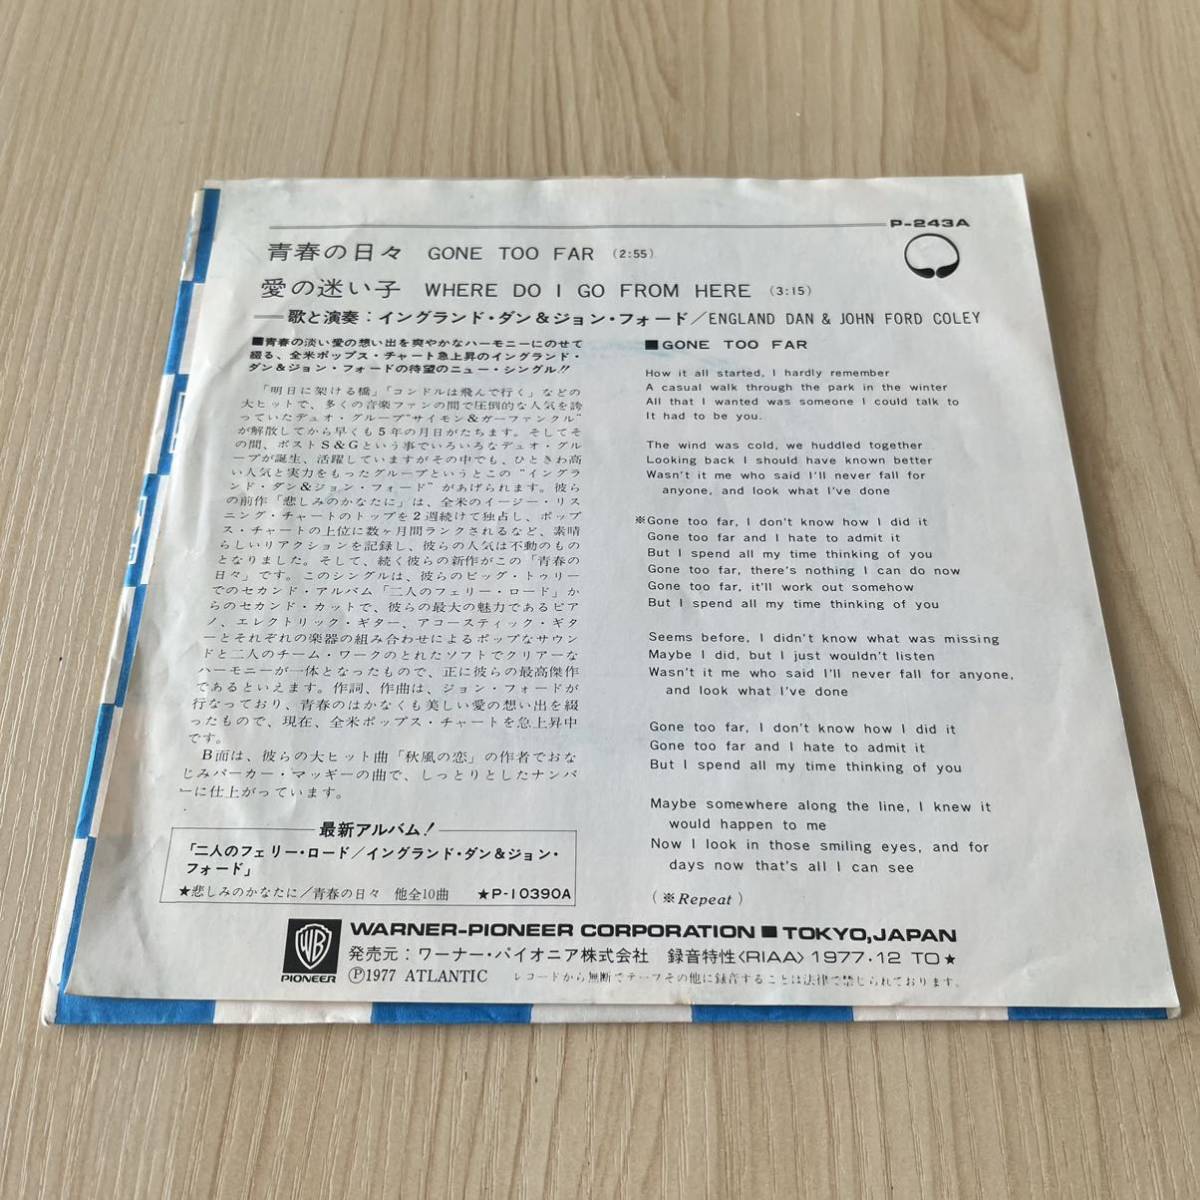 P-243A
青春の日々 GONE TOO FAR (2:55)
愛の迷い子 WHERE DO I GO FROM HERE (3:15)
歌と演奏：イングランド・ダン＆ジョン・フォード／ENGLAND DAN & JOHN FORD COLEY
■青春の淡い愛の想い出を爽やかなハーモニーにのせて
綴る、全米ポップス・チャート急上昇のイングランド・
ダン＆ジョン・フォードの待望のニュー・シングル!!
「明日に架ける橋」「コンドルは飛んで行く」などの
大ヒットで、多くの音楽ファンの間で圧倒的な人気を誇
っていたデュオ・グループ“サイモン＆ガーファンクル”
が解散してから早くも5年の月日がたちます。そしてそ
の間、ポストS&Gという事でいろいろなデュオ・グル
ープが誕生、活躍していますがその中でも、ひときわ高
い人気と実力をもったグループというとこの“イングラ
ンド・ダン＆ジョン・フォード”があげられます。彼ら
の前作「悲しみのかなたに」は、全米のイージー・リス
ニング・チャートのトップを2週続けて独占し、ポップ
ス・チャートの上位に数ヶ月間ランクされるなど、素晴
らしいリアクションを記録し、彼らの人気は不動のもの
となりました。そして、続く彼らの新作がこの「青春の
日々」です。このシングルは、彼らのビッグ・トゥリー
でのセカンド・アルバム「二人のフェリー・ロード」か
らのセカンド・カットで、彼らの最大の魅力であるピア
ノ、エレクトリック・ギター、アコースティック・ギタ
ーとそれぞれの楽器の組み合わせによるポップなサウン
ドと二人のチーム・ワークのとれたソフトでクリアーな
ハーモニーが一体となったもので、正に彼らの最高傑作
であるといえます。作詞、作曲は、ジョン・フォードが
行なっており、青春のはかなくも美しい愛の想い出を綴
ったもので、現在、全米ポップス・チャートを急上昇中
です。
B面は、彼らの大ヒット曲「秋風の恋」の作者でおな
じみパーカー・マッギーの曲で、しっとりとしたナンバ
ーに仕上がっています。
最新アルバム！
「二人のフェリー・ロード／イングランド・ダン＆ジョン・
フォード」
★悲しみのかなたに／青春の日々 他全10曲 ★P-10390A
■GONE TOO FAR
How it all started, I hardly remember
A casual walk through the park in the winter
All that I wanted was someone I could talk to
It had to be you.
The wind was cold, we huddled together
Looking back I should have known better
Wasn't it me who said I'll never fall for
anyone, and look what I've done
※Gone too far, I don't know how I did it
Gone too far and I hate to admit it
But I spend all my time thinking of you
Gone too far, there's nothing I can do now
Gone too far, it'll work out somehow
But I spend all my time thinking of you
Seems before, I didn't know what was missing
Maybe I did, but I just wouldn't listen
Wasn't it me who said I'll never fall for anyone,
and look what I've done
Gone too far, I don't know how I did it
Gone too far and I hate to admit it
But I spend all my time thinking of you
Maybe somewhere along the line, I knew it
would happen to me
Now I look in those smiling eyes, and for
days now that's all I can see
(※Repeat)
WB
PIONEER
WARNER-PIONEER CORPORATION ■ TOKYO, JAPAN
発売元：ワーナー・パイオニア株式会社 録音特性〈RIAA〉1977・12 TO★
Ⓟ1977 ATLANTIC レコードから無断でテープその他に録音することは法律で禁じられております。